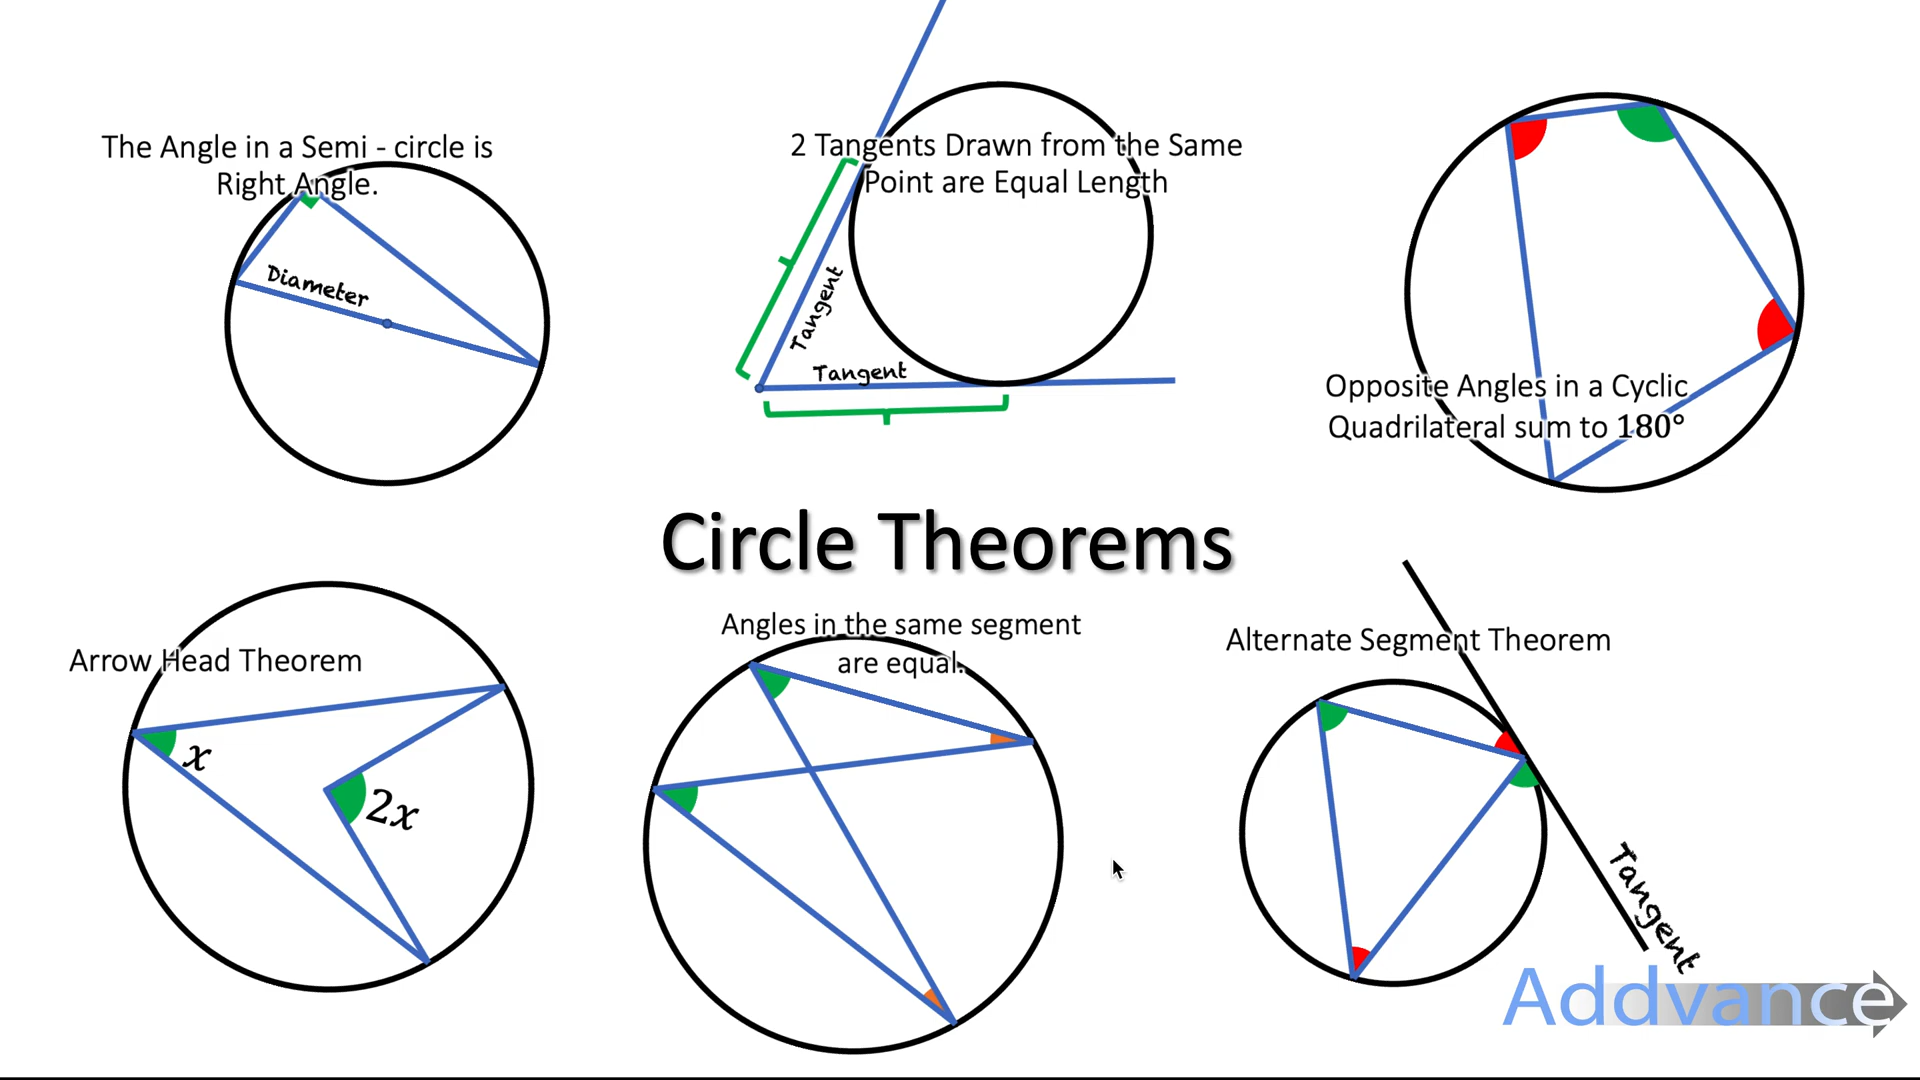 The Angle in a Semi - circle is
Right Angle.
Diameter
2 Tangents Drawn from the Same
Point are Equal Length
Tangent
Tangent
Opposite Angles in a Cyclic
Quadrilateral sum to 180°
Circle Theorems
Arrow Head Theorem
x
2x
Angles in the same segment
are equal.
Alternate Segment Theorem
Tangent
Addvance